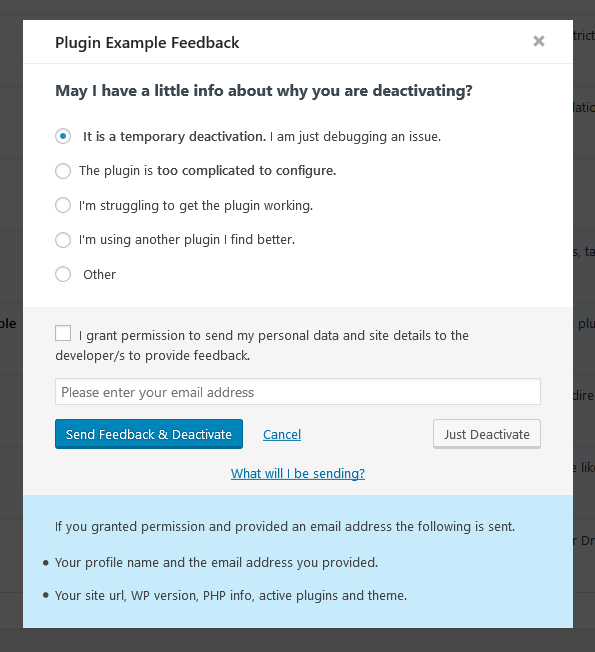 Plugin Example Feedback
May I have a little info about why you are deactivating?
It is a temporary deactivation. I am just debugging an issue.
The plugin is too complicated to configure.
I'm struggling to get the plugin working.
I'm using another plugin I find better.
Other
I grant permission to send my personal data and site details to the
developer/s to provide feedback.
Please enter your email address
Send Feedback & Deactivate Cancel Just Deactivate
What will I be sending?
If you granted permission and provided an email address the following is sent.
• Your profile name and the email address you provided.
• Your site url, WP version, PHP info, active plugins and theme.